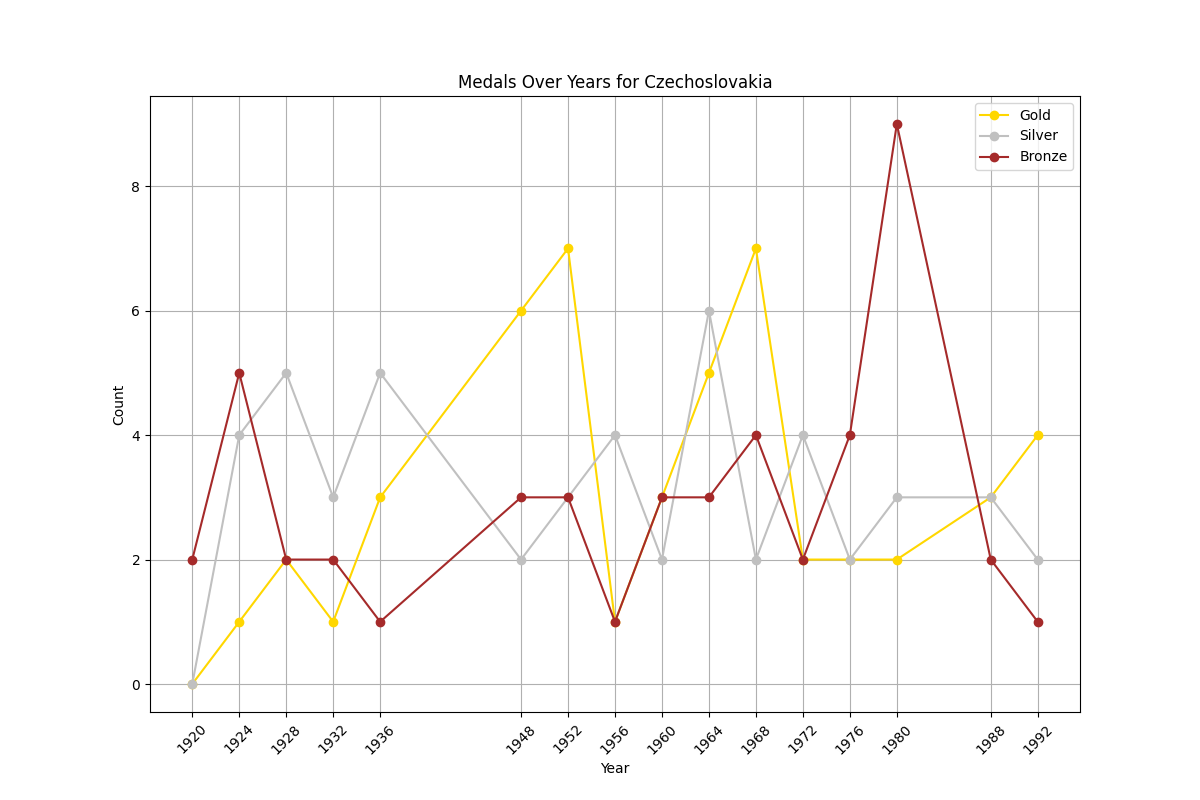 Medals Over Years for Czechoslovakia
Gold
Silver
Bronze
Count
8
6
4
2
0
1920 1924 1928 1932 1936 1948 1952 1956 1960 1964 1968 1972 1976 1980 1988 1992
Year